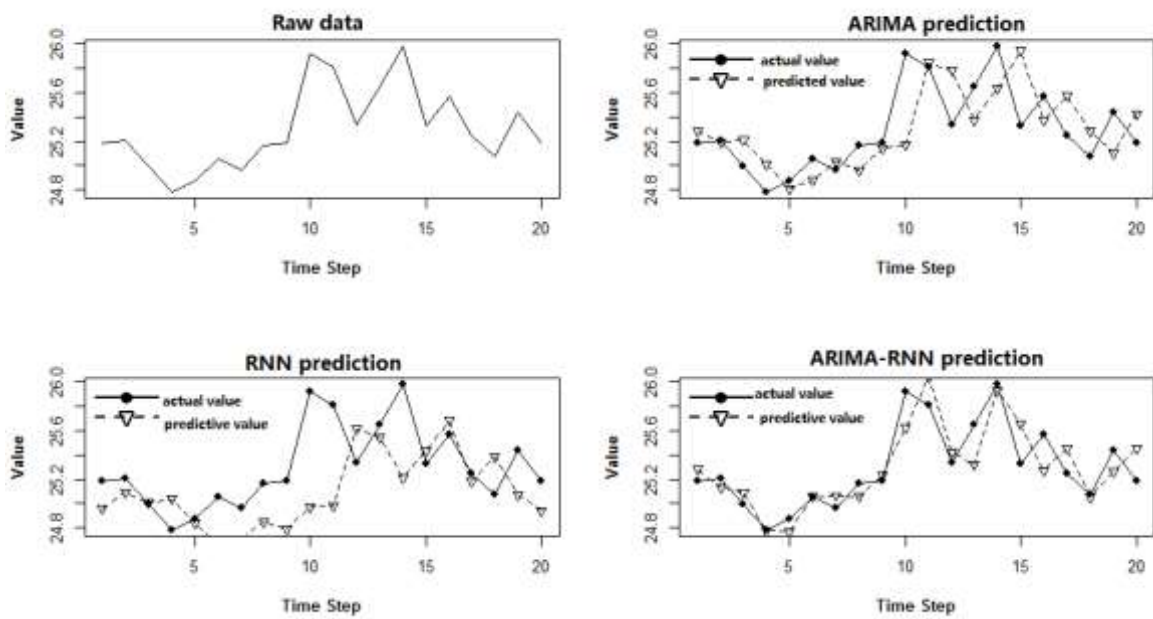 Raw data
Value
26.0
25.6
25.2
24.8
5
10
15
20
Time Step
ARIMA prediction
Value
26.0
25.6
25.2
24.8
actual value
predicted value
5
10
15
20
Time Step
RNN prediction
Value
26.0
25.6
25.2
24.8
actual value
predictive value
5
10
15
20
Time Step
ARIMA-RNN prediction
Value
26.0
25.6
25.2
24.8
actual value
predictive value
5
10
15
20
Time Step